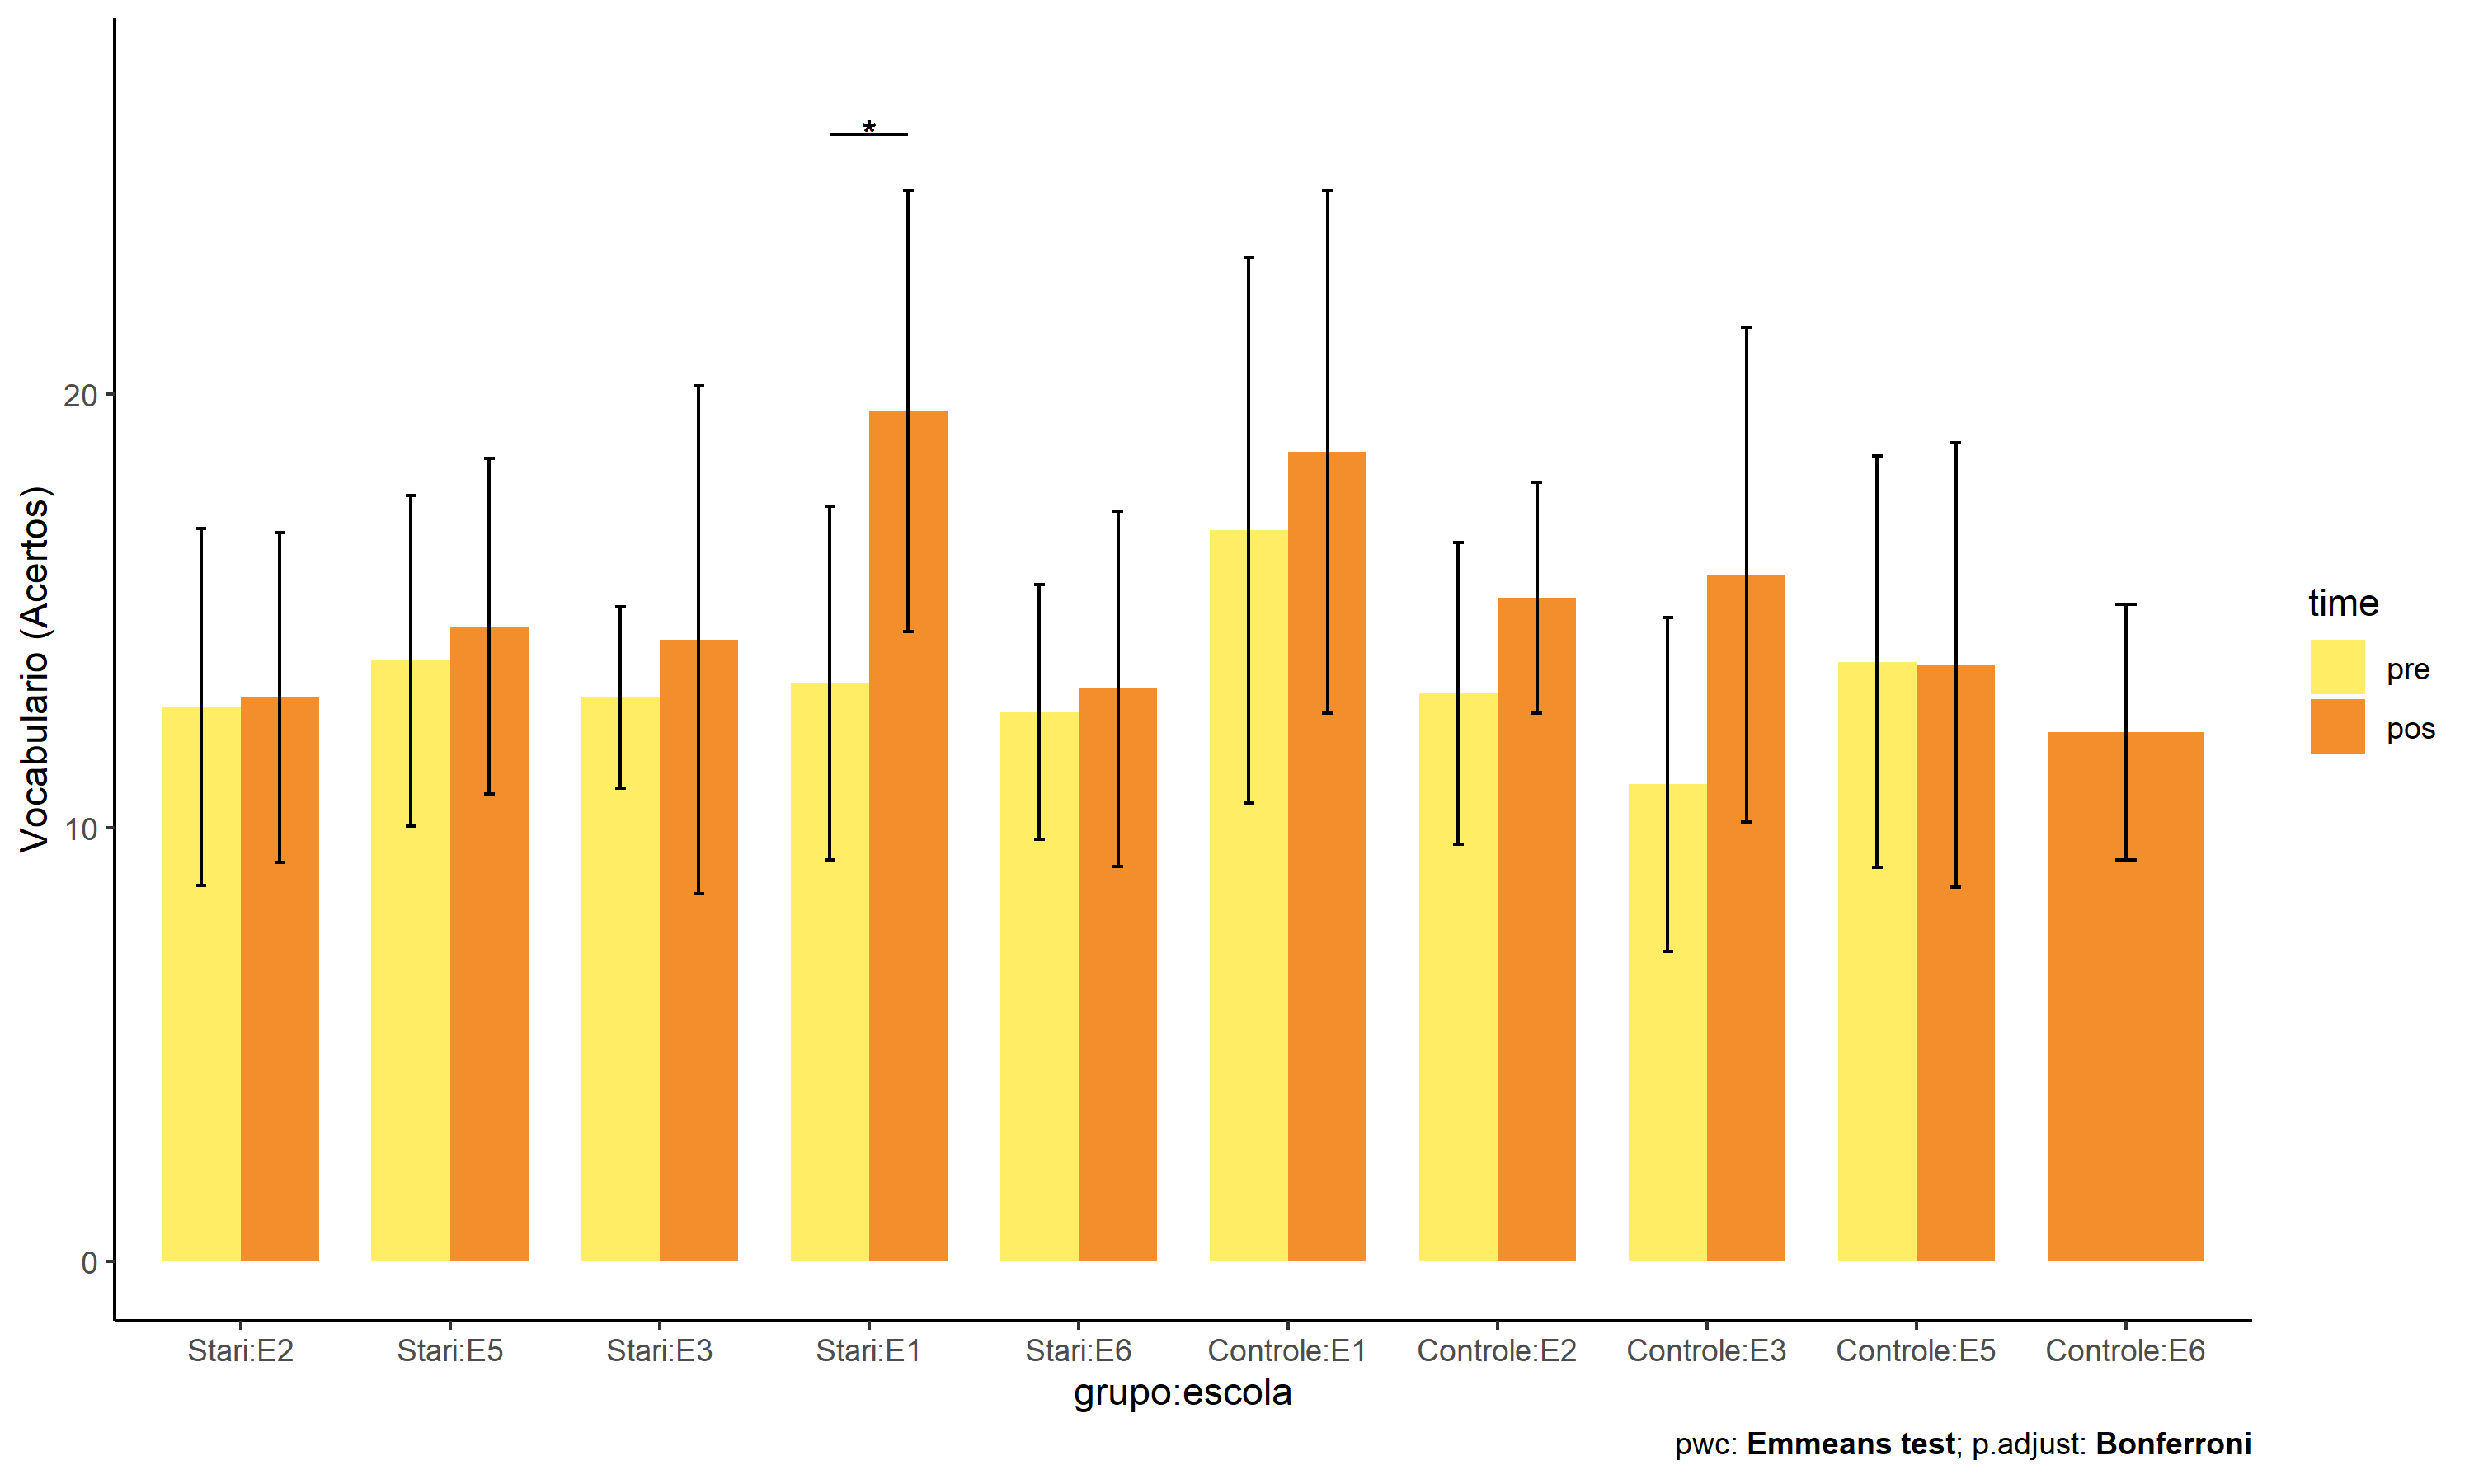 *
20
10
0
Vocabulario (Acertos)
Stari:E2 Stari:E5 Stari:E3 Stari:E1 Stari:E6 Controle:E1 Controle:E2 Controle:E3 Controle:E5 Controle:E6
grupo:escola
time
pre
pos
pwc: Emmeans test; p.adjust: Bonferroni